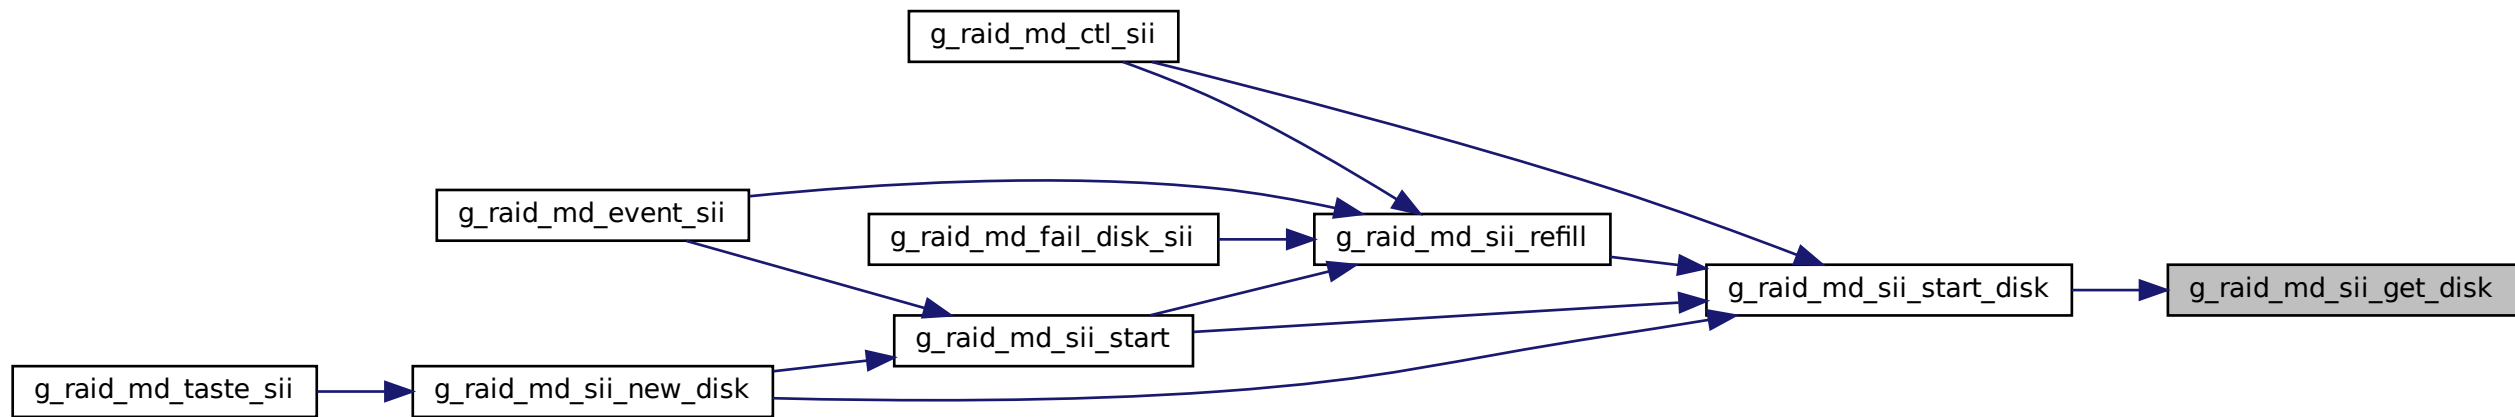 g_raid_md_ctl_sii
g_raid_md_event_sii
g_raid_md_fail_disk_sii
g_raid_md_sii_refill
g_raid_md_sii_start_disk
g_raid_md_sii_get_disk
g_raid_md_sii_start
g_raid_md_taste_sii
g_raid_md_sii_new_disk